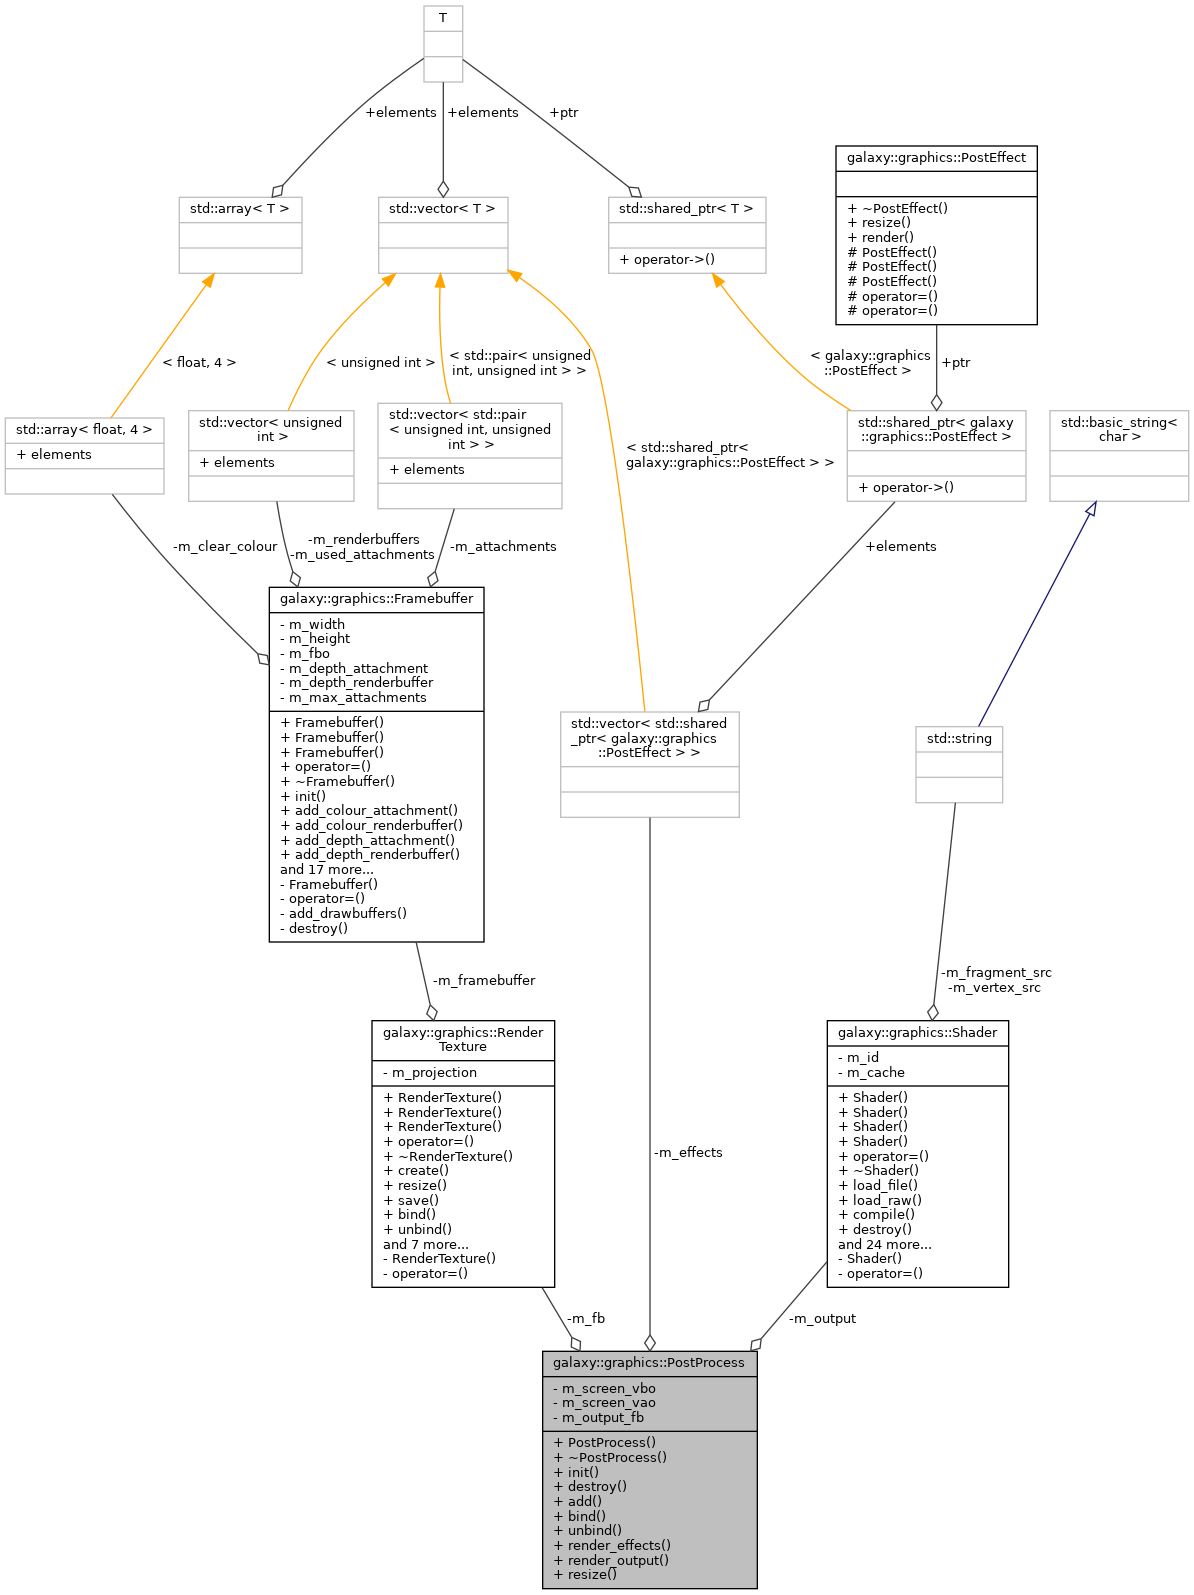 T
+elements
+elements
+ptr
galaxy::graphics::PostEffect
+ ~PostEffect()
+ resize()
+ render()
# PostEffect()
# PostEffect()
# PostEffect()
# operator=()
# operator=()
std::array< T >
std::vector< T >
std::shared_ptr< T >
+ operator->()
< float, 4 >
< unsigned int >
< std::pair< unsigned
int, unsigned int > >
< galaxy::graphics
::PostEffect >
+ptr
std::array< float, 4 >
+ elements
std::vector< unsigned
int >
+ elements
std::vector< std::pair
< unsigned int, unsigned
int > >
+ elements
< std::shared_ptr<
galaxy::graphics::PostEffect > >
std::shared_ptr< galaxy
::graphics::PostEffect >
+ operator->()
std::basic_string<
char >
-m_clear_colour
-m_renderbuffers
-m_used_attachments
-m_attachments
+elements
galaxy::graphics::Framebuffer
- m_width
- m_height
- m_fbo
- m_depth_attachment
- m_depth_renderbuffer
- m_max_attachments
+ Framebuffer()
+ Framebuffer()
+ Framebuffer()
+ operator=()
+ ~Framebuffer()
+ init()
+ add_colour_attachment()
+ add_colour_renderbuffer()
+ add_depth_attachment()
+ add_depth_renderbuffer()
and 17 more...
- Framebuffer()
- operator=()
- add_drawbuffers()
- destroy()
std::vector< std::shared
_ptr< galaxy::graphics
::PostEffect > >
std::string
-m_framebuffer
-m_fragment_src
-m_vertex_src
galaxy::graphics::Render
Texture
- m_projection
+ RenderTexture()
+ RenderTexture()
+ RenderTexture()
+ operator=()
+ ~RenderTexture()
+ create()
+ resize()
+ save()
+ bind()
+ unbind()
and 7 more...
- RenderTexture()
- operator=()
-m_effects
galaxy::graphics::Shader
- m_id
- m_cache
+ Shader()
+ Shader()
+ Shader()
+ Shader()
+ operator=()
+ ~Shader()
+ load_file()
+ load_raw()
+ compile()
+ destroy()
and 24 more...
- Shader()
- operator=()
-m_fb
-m_output
galaxy::graphics::PostProcess
- m_screen_vbo
- m_screen_vao
- m_output_fb
+ PostProcess()
+ ~PostProcess()
+ init()
+ destroy()
+ add()
+ bind()
+ unbind()
+ render_effects()
+ render_output()
+ resize()